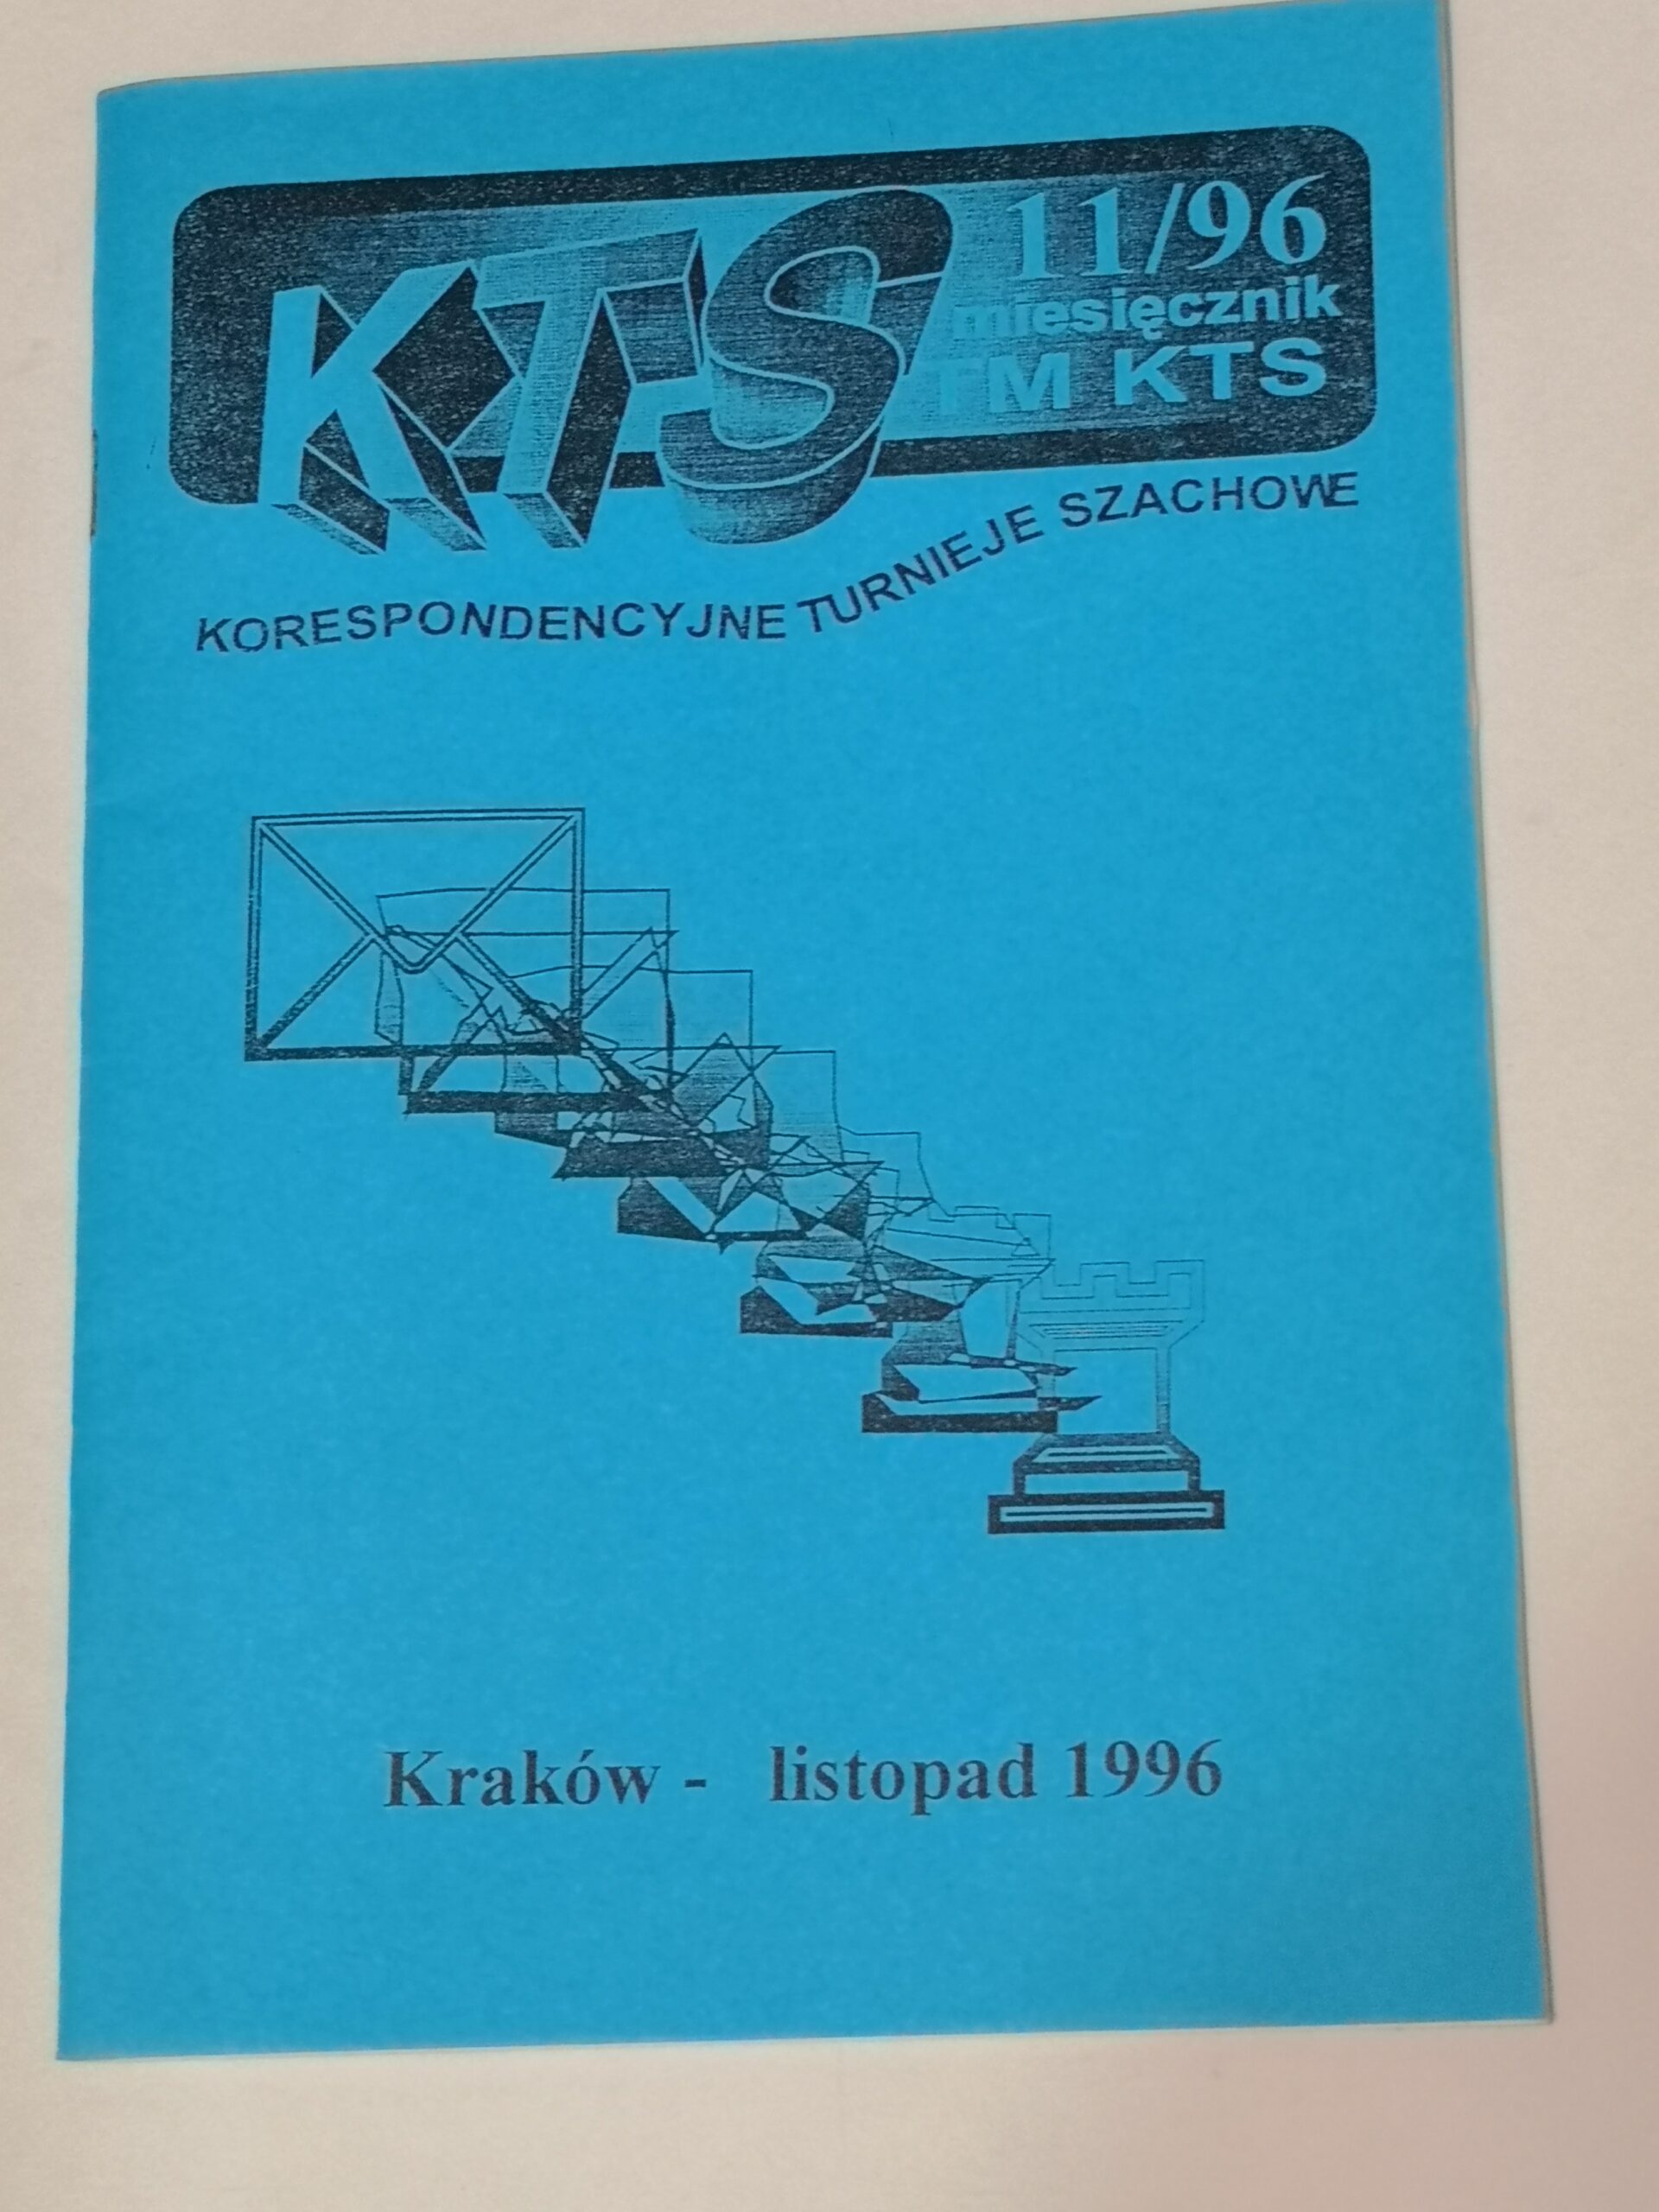 KTS
11/96
miesięcznik
TM KTS
KORESPONDENCYJNE TURNIEJE SZACHOWE
Kraków - listopad 1996